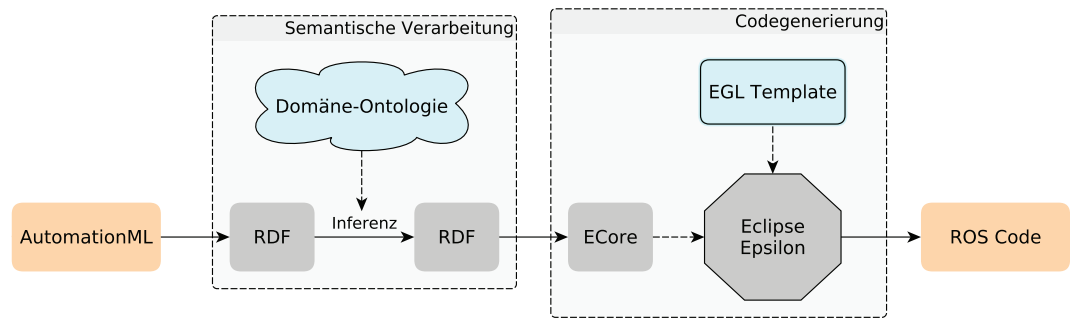 Semantische Verarbeitung
Codegenerierung
Domäne-Ontologie
EGL Template
AutomationML
RDF
Inferenz
RDF
ECore
Eclipse
Epsilon
ROS Code